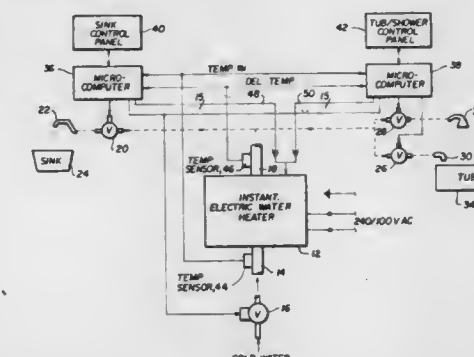 SINK
CONTROL
PANEL
40
42
TUB/SHOWER
CONTROL
PANEL
36
MICRO-
COMPUTER
TEMP IN
DEL TEMP
38
MICRO-
COMPUTER
15
48
50
15
22
V
20
SINK
24
28
V
V
26
30
TUB
34
TEMP
SENSOR, 46
18
INSTANT.
ELECTRIC WATER
HEATER
12
240/100 V AC
TEMP
SENSOR, 44
14
V
16
COLD WATER